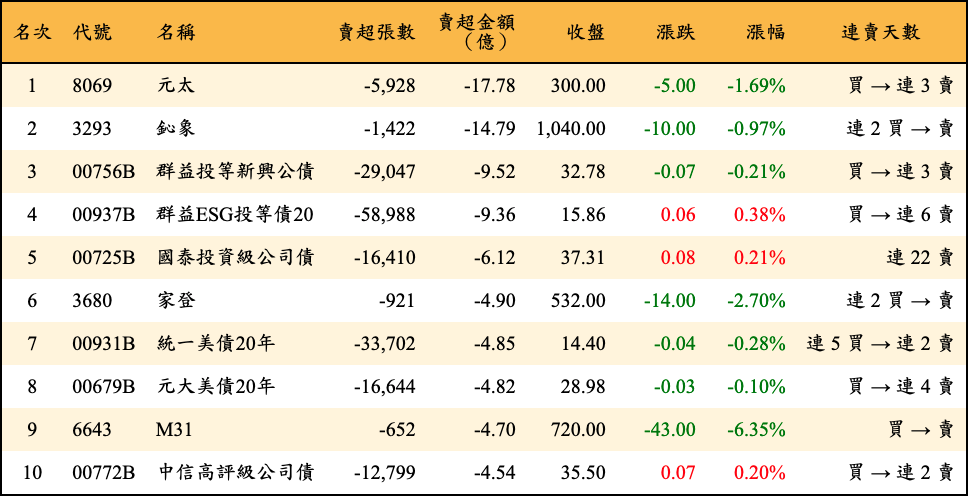 名次 代號 名稱 賣超張數 賣超金額（億） 收盤 漲跌 漲幅 連賣天數
1 8069 元太 -5,928 -17.78 300.00 -5.00 -1.69% 買 → 連 3 賣
2 3293 鈊象 -1,422 -14.79 1,040.00 -10.00 -0.97% 連 2 買 → 賣
3 00756B 群益投等新興公債 -29,047 -9.52 32.78 -0.07 -0.21% 買 → 連 3 賣
4 00937B 群益ESG投等債20 -58,988 -9.36 15.86 0.06 0.38% 買 → 連 6 賣
5 00725B 國泰投資級公司債 -16,410 -6.12 37.31 0.08 0.21% 連 22 賣
6 3680 家登 -921 -4.90 532.00 -14.00 -2.70% 連 2 買 → 賣
7 00931B 統一美債20年 -33,702 -4.85 14.40 -0.04 -0.28% 連 5 買 → 連 2 賣
8 00679B 元大美債20年 -16,644 -4.82 28.98 -0.03 -0.10% 買 → 連 4 賣
9 6643 M31 -652 -4.70 720.00 -43.00 -6.35% 買 → 賣
10 00772B 中信高評級公司債 -12,799 -4.54 35.50 0.07 0.20% 買 → 連 2 賣